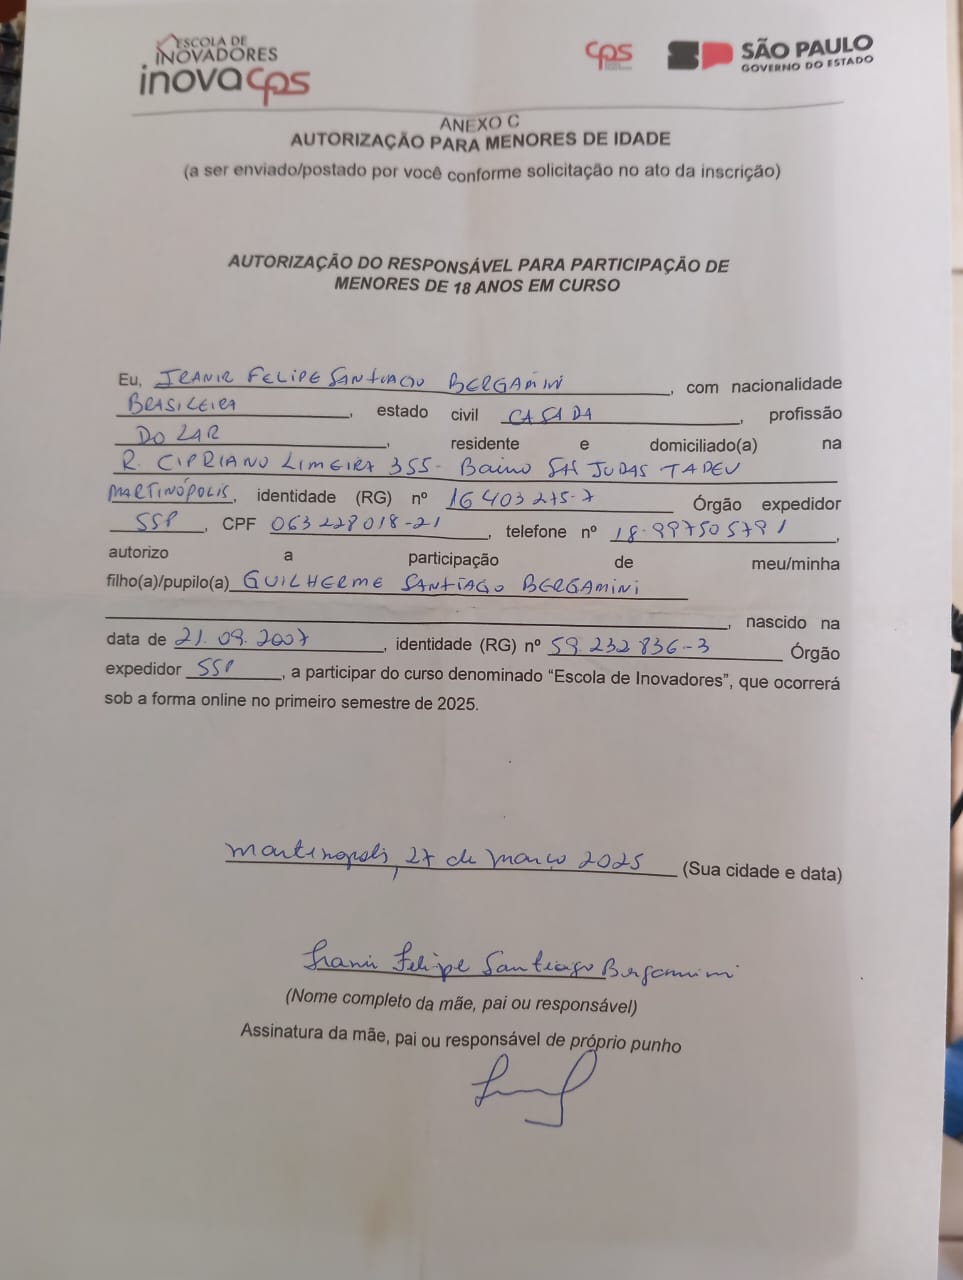 ESCOLA DE
INOVADORES
inovacps
cps
SÃO PAULO
GOVERNO DO ESTADO
ANEXO C
AUTORIZAÇÃO PARA MENORES DE IDADE
(a ser enviado/postado por você conforme solicitação no ato da inscrição)
AUTORIZAÇÃO DO RESPONSÁVEL PARA PARTICIPAÇÃO DE
MENORES DE 18 ANOS EM CURSO
Eu, IRANIR FELIPE SANTIAGO BERGAMINI, com nacionalidade
BRASILEIRA, estado civil CASADA, profissão
DO LAR, residente e domiciliado(a) na
R. CIPRIANO LIMEIRA 355- Bairro JUDAS TADEU
MARTINÓPOLIS, identidade (RG) nº 16 403 275-7 Órgão expedidor
SSP, CPF 063 228 018-21, telefone nº 18-997505791,
autorizo a participação de meu/minha
filho(a)/pupilo(a) GUILHERME SANTIAGO BERGAMINI
, nascido na
data de 21.09.2007, identidade (RG) nº 59.232 836-3 Órgão
expedidor SSP, a participar do curso denominado “Escola de Inovadores”, que ocorrerá
sob a forma online no primeiro semestre de 2025.
Martinopolis, 27 de março 2025 (Sua cidade e data)
Iranir Felipe Santiago Bergamini
(Nome completo da mãe, pai ou responsável)
Assinatura da mãe, pai ou responsável de próprio punho